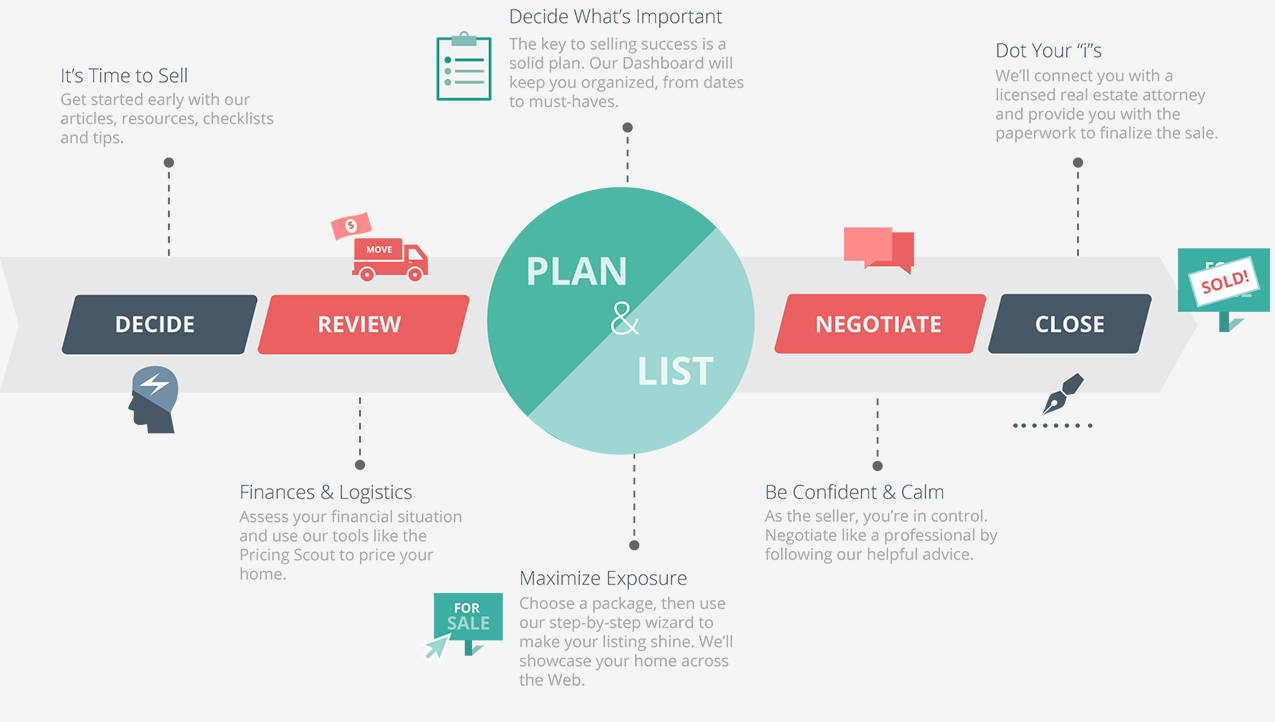 It's Time to Sell
Get started early with our
articles, resources, checklists
and tips.
Decide What's Important
The key to selling success is a
solid plan. Our Dashboard will
keep you organized, from dates
to must-haves.
Dot Your “i”s
We'll connect you with a
licensed real estate attorney
and provide you with the
paperwork to finalize the sale.
$
MOVE
DECIDE
REVIEW
PLAN
&
LIST
NEGOTIATE
CLOSE
SOLD!
Finances & Logistics
Assess your financial situation
and use our tools like the
Pricing Scout to price your
home.
Maximize Exposure
Choose a package, then use
our step-by-step wizard to
make your listing shine. We'll
showcase your home across
the Web.
FOR
SALE
Be Confident & Calm
As the seller, you're in control.
Negotiate like a professional by
following our helpful advice.